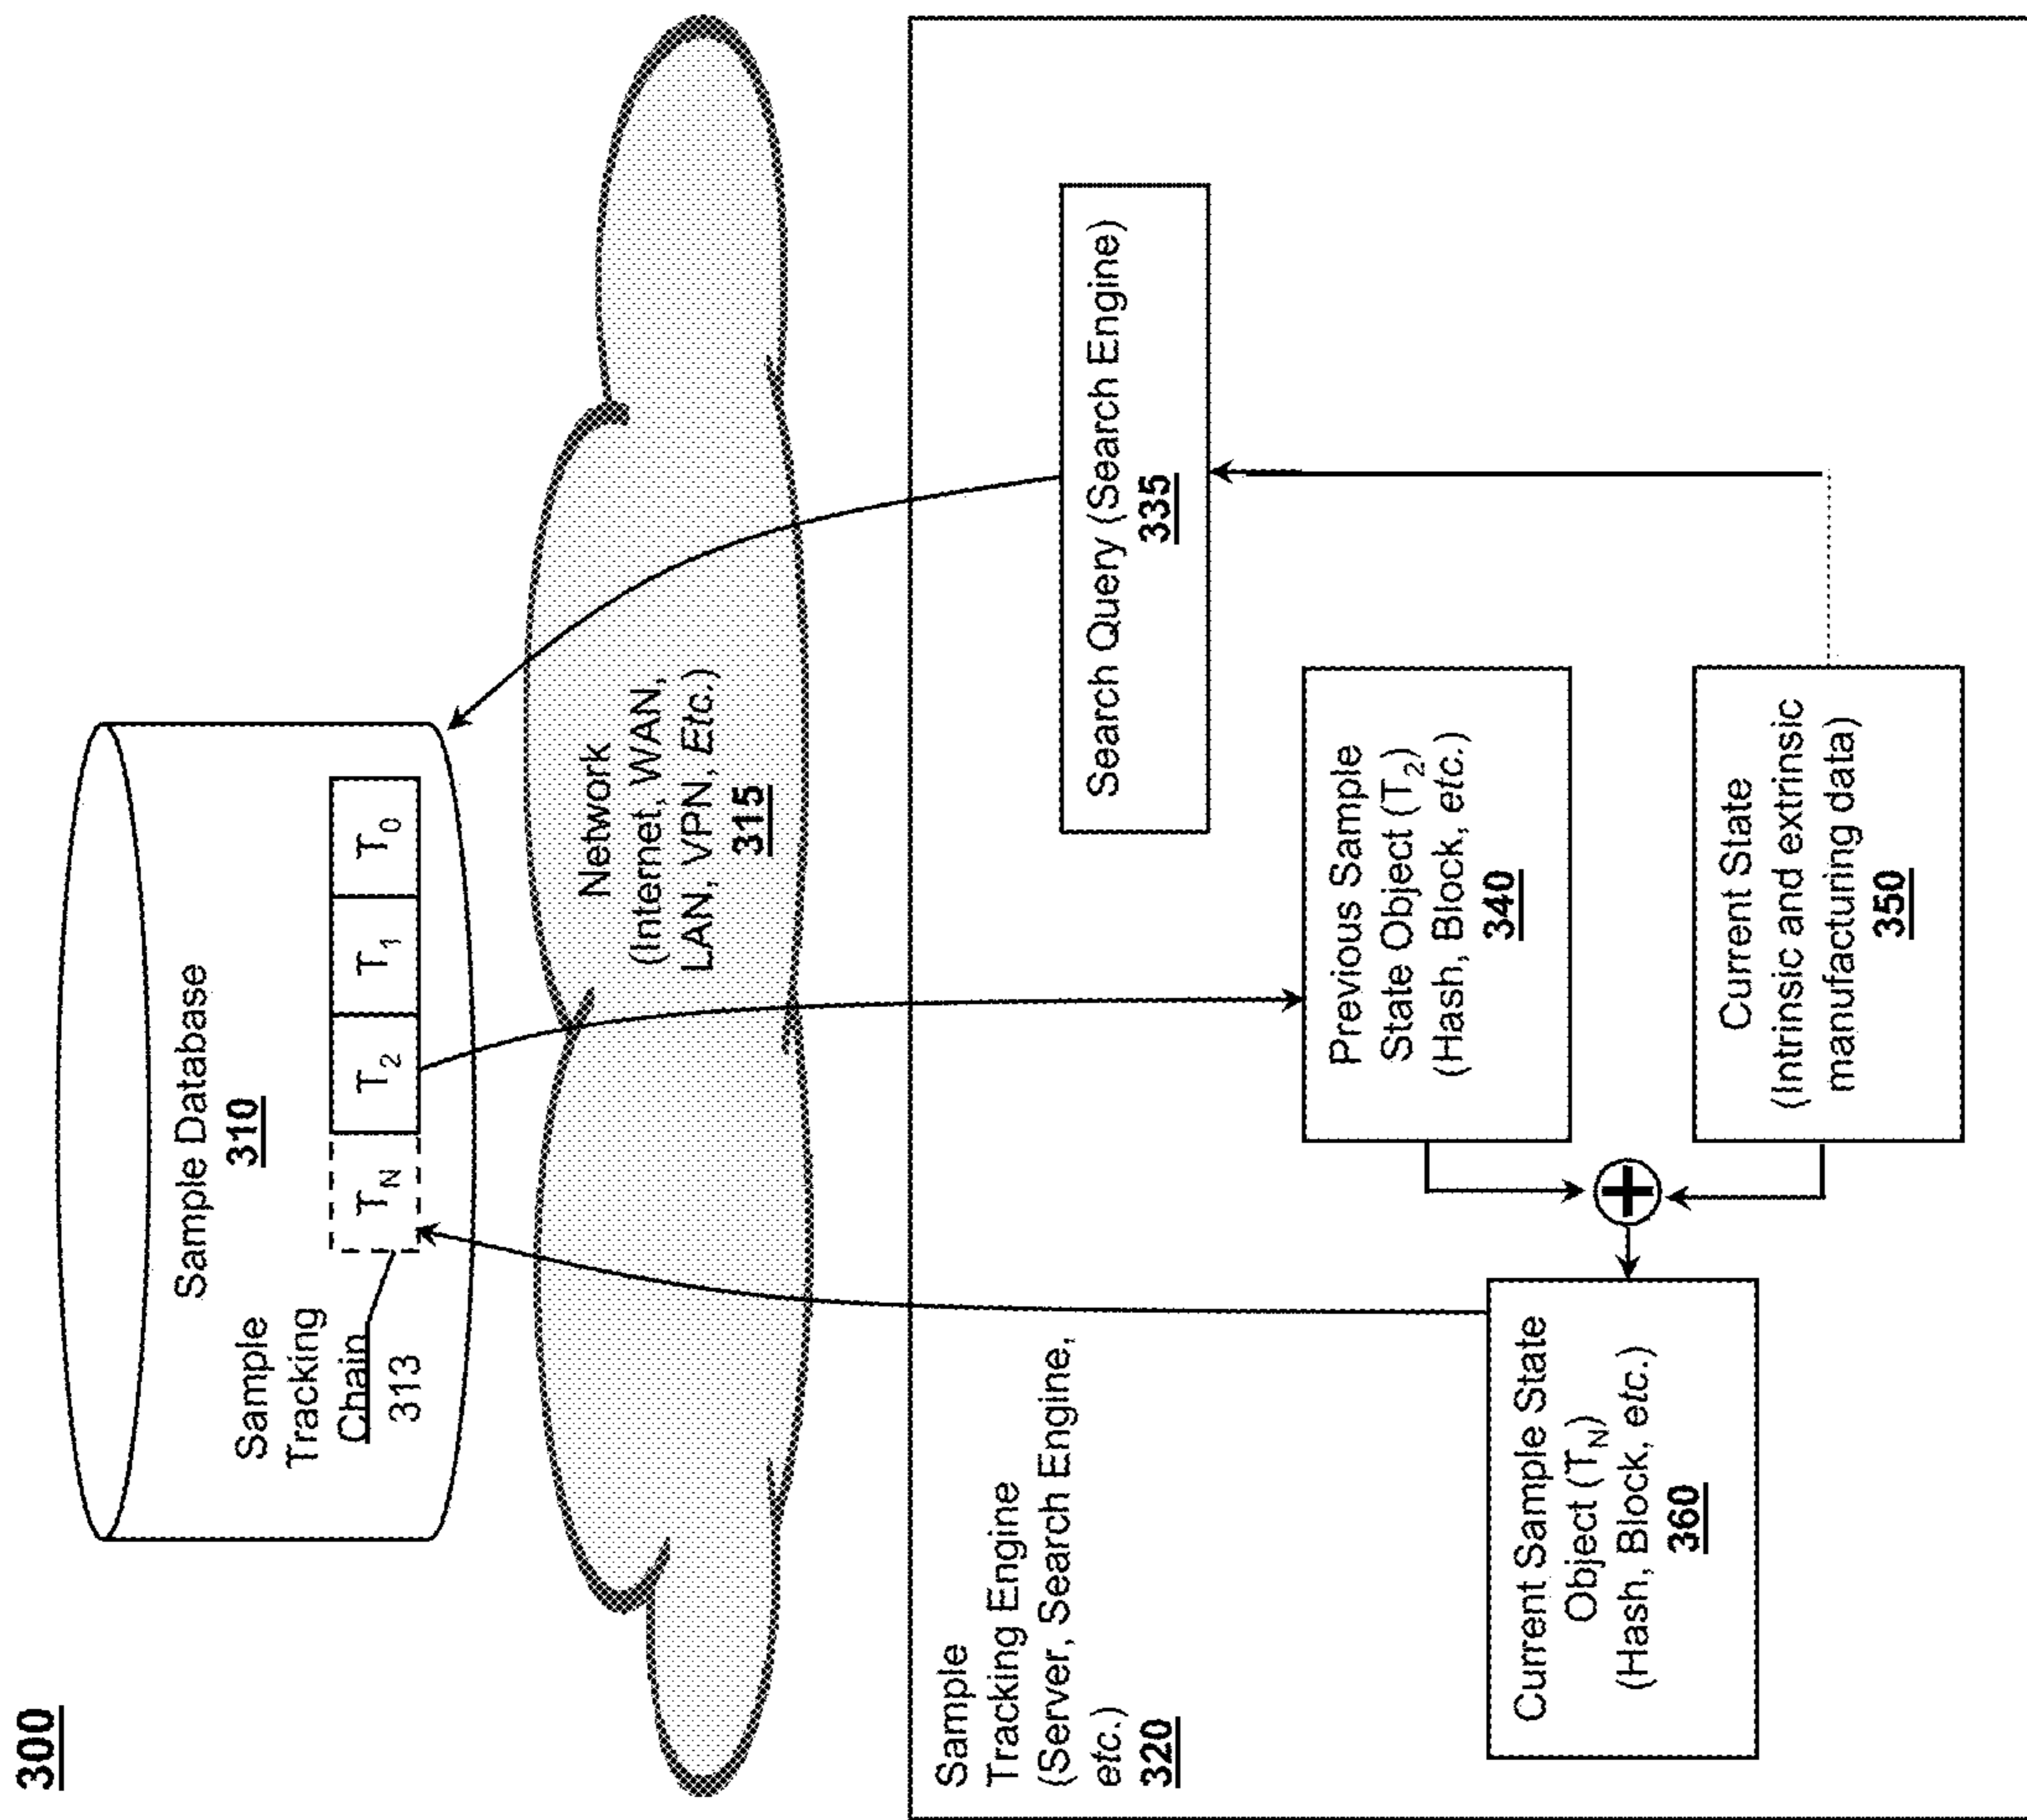 300
Sample Database
310
Sample
Tracking
Chain
313
T_N
T_2
T_1
T_0
Network
(Internet, WAN,
LAN, VPN, Etc.)
315
Sample
Tracking Engine
(Server, Search Engine,
etc.)
320
Search Query (Search Engine)
335
Previous Sample
State Object (T_2)
(Hash, Block, etc.)
340
Current State
(Intrinsic and extrinsic
manufacturing data)
350
Current Sample State
Object (T_N)
(Hash, Block, etc.)
360